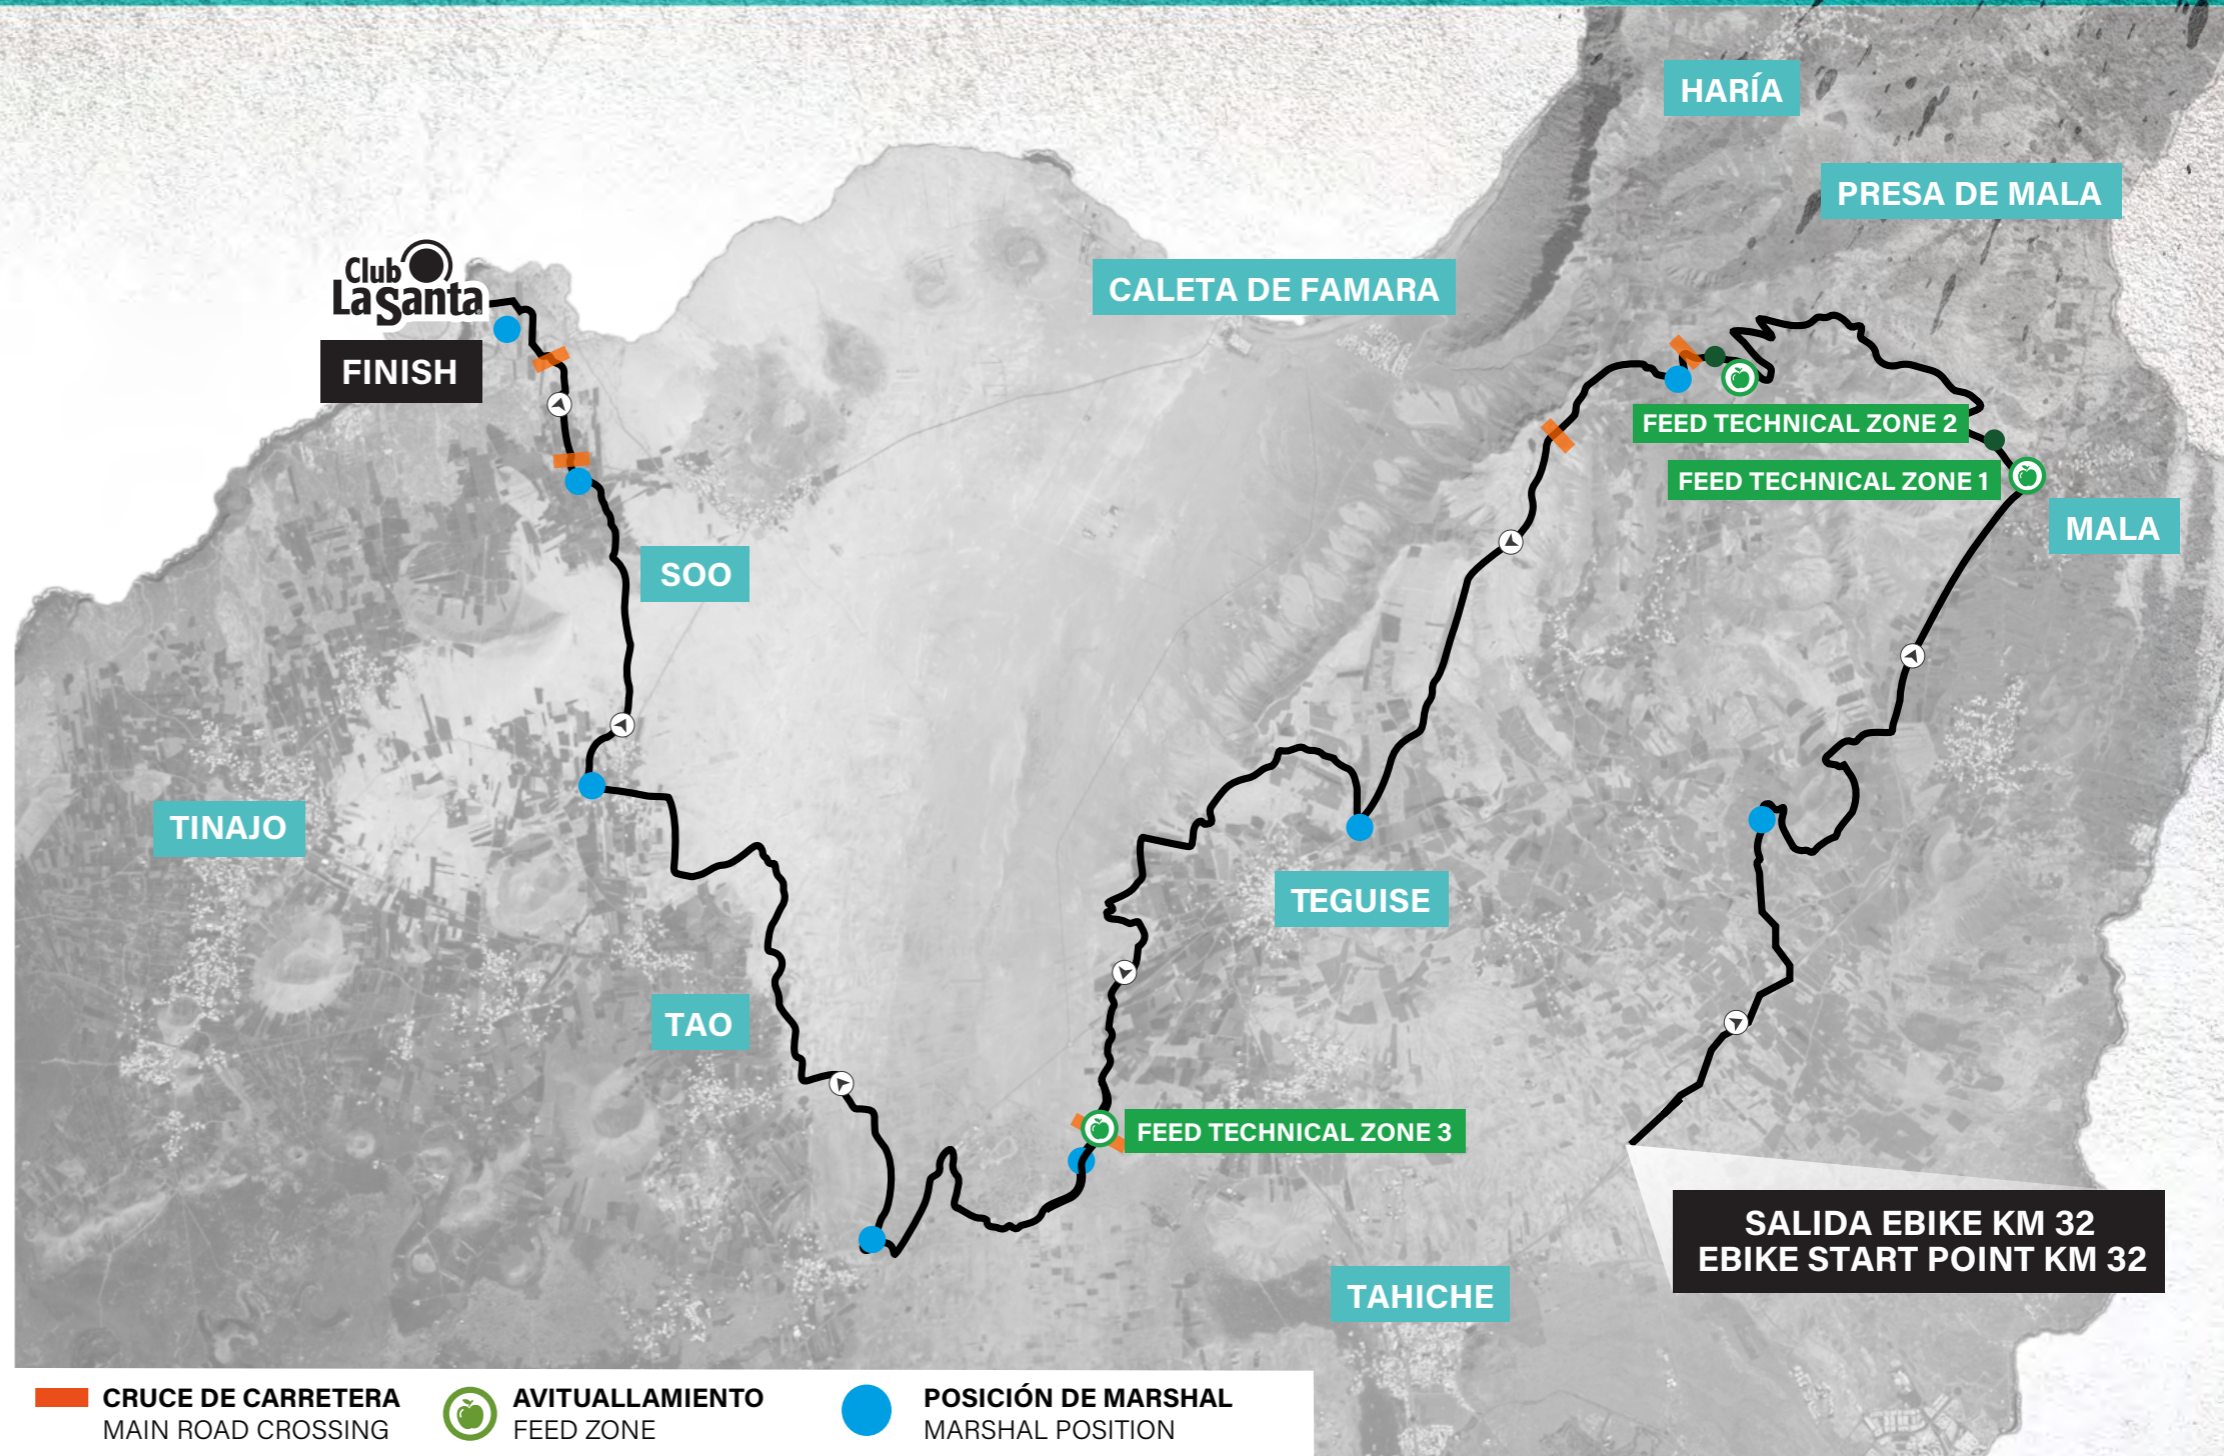 HARÍA
PRESA DE MALA
CALETA DE FAMARA
Club
La Santa
FINISH
FEED TECHNICAL ZONE 2
FEED TECHNICAL ZONE 1
MALA
SOO
TINAJO
TEGUISE
TAO
FEED TECHNICAL ZONE 3
SALIDA EBIKE KM 32
EBIKE START POINT KM 32
TAHICHE
CRUCE DE CARRETERA
MAIN ROAD CROSSING
AVITUALLAMIENTO
FEED ZONE
POSICIÓN DE MARSHAL
MARSHAL POSITION